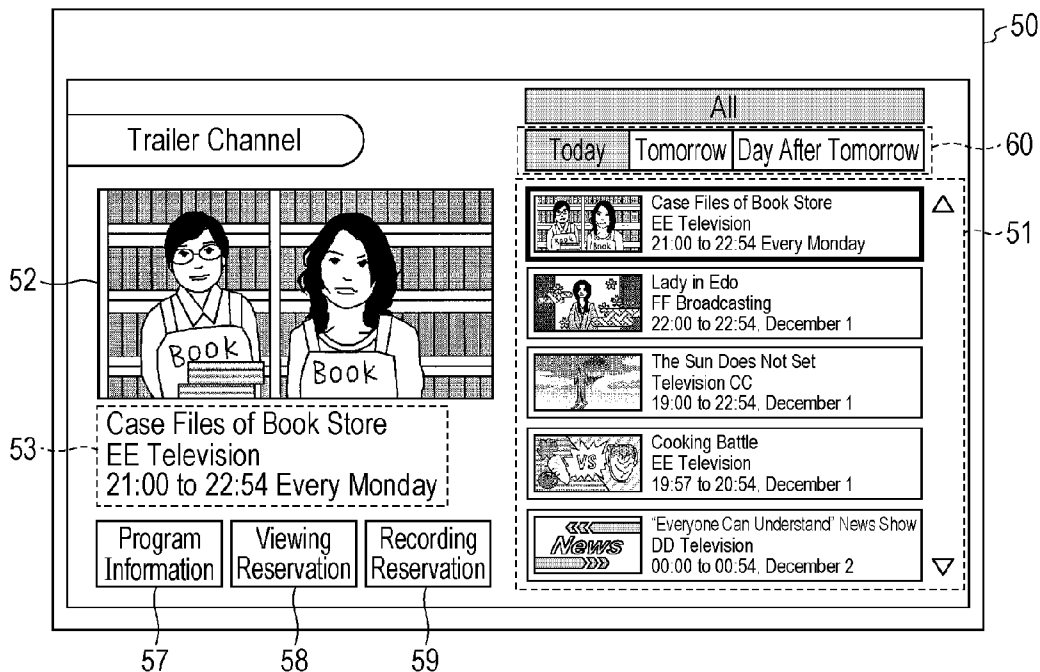 50
All
Trailer Channel
Today Tomorrow Day After Tomorrow
60
51
52
Book
Book
Case Files of Book Store
EE Television
21:00 to 22:54 Every Monday
53
Program
Information
Viewing
Reservation
Recording
Reservation
57
58
59
Book
Book
Case Files of Book Store
EE Television
21:00 to 22:54 Every Monday
Lady in Edo
FF Broadcasting
22:00 to 22:54, December 1
The Sun Does Not Set
Television CC
19:00 to 22:54, December 1
VS
Cooking Battle
EE Television
19:57 to 20:54, December 1
News
"Everyone Can Understand" News Show
DD Television
00:00 to 00:54, December 2